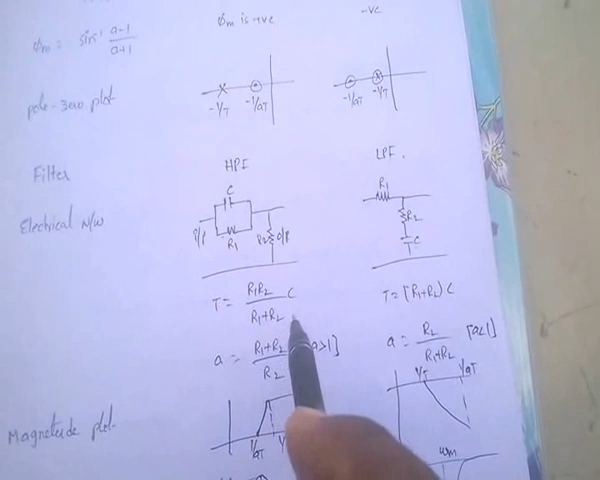 ϕm is -ve -ve
ϕm = sin⁻¹ a-1/a+1
pole-zero plot -1/T -1/aT -1/aT -1/T
Filter HPF LPF.
Electrical N/W
C R1
i/p R1 R2 o/p R2
C
T = R1R2/R1+R2 C T = [R1+R2) C
a = R1+R2/R2 a>1] a = R2/R1+R2 [a<1]
1/T 1/aT
Magnetude plot 1/aT
ωm